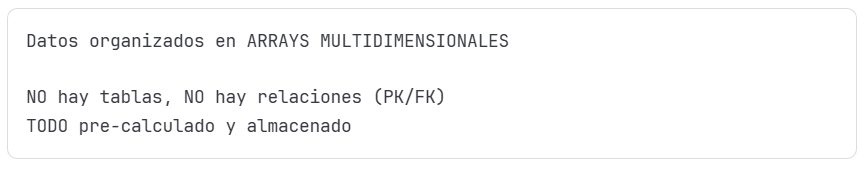 Datos organizados en ARRAYS MULTIDIMENSIONALES
NO hay tablas, NO hay relaciones (PK/FK)
TODO pre-calculado y almacenado